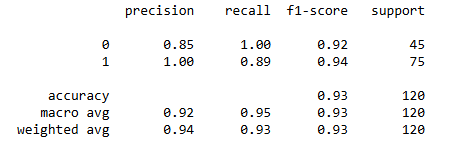 precision recall f1-score support
0 0.85 1.00 0.92 45
1 1.00 0.89 0.94 75
accuracy 0.93 120
macro avg 0.92 0.95 0.93 120
weighted avg 0.94 0.93 0.93 120